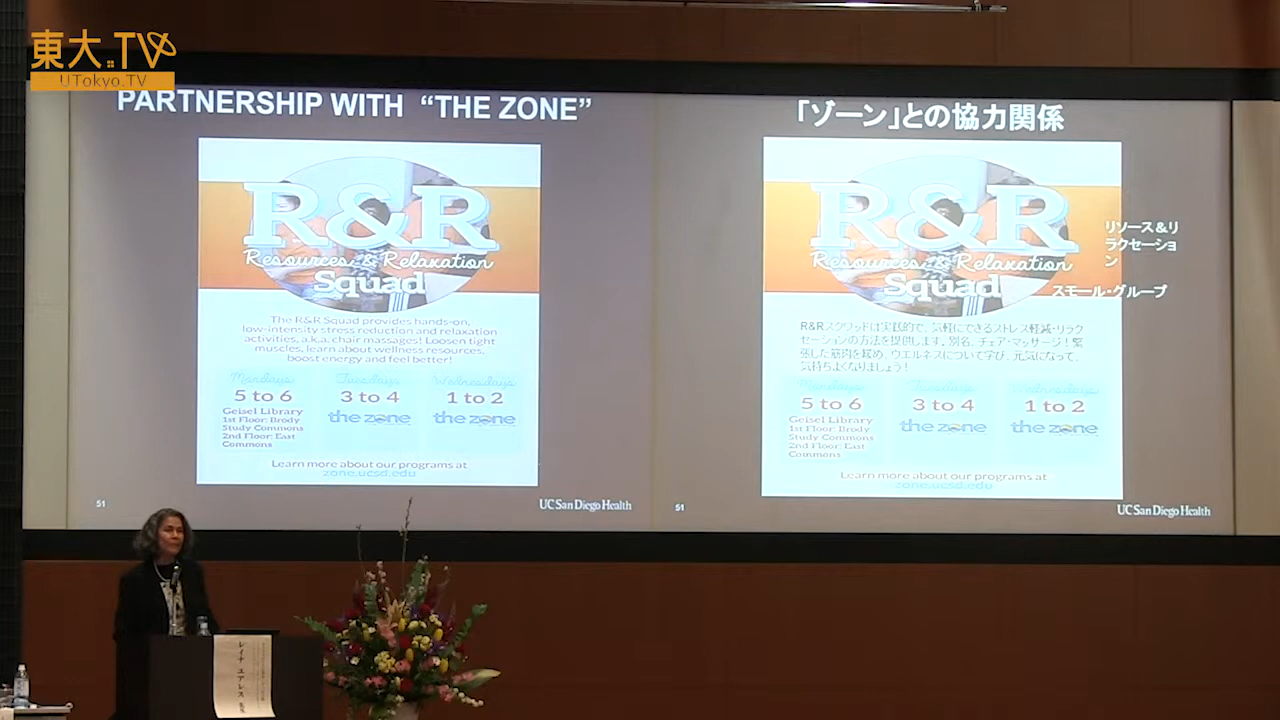 東大.TV
UTokyo.TV
PARTNERSHIP WITH “THE ZONE”
R&R
Resources & Relaxation
Squad
The R&R Squad provides hands-on,
low-intensity stress reduction and relaxation
activities, a.k.a. chair massages! Loosen tight
muscles, learn about wellness resources,
boost energy and feel better!
Mondays
5 to 6
Geisel Library
1st Floor: Brody
Study Commons
2nd Floor: East
Commons
Tuesdays
3 to 4
the zone
Wednesdays
1 to 2
the zone
Learn more about our programs at
zone.ucsd.edu
51
UC San Diego Health
「ゾーン」との協力関係
R&R
Resources & Relaxation
Squad
リソース&リ
ラクセーショ
ン
スモール・グループ
R&Rスクワッドは実践的で、気軽にできるストレス軽減・リラク
セーションの方法を提供します。別名、チェア・マッサージ!緊
張した筋肉を緩め、ウエルネスについて学び、元気になって、
気持ちよくなりましょう!
Mondays
5 to 6
Geisel Library
1st Floor: Brody
Study Commons
2nd Floor: East
Commons
Tuesdays
3 to 4
the zone
Wednesdays
1 to 2
the zone
Learn more about our programs at
zone.ucsd.edu
51
UC San Diego Health
レイナ ユアレス